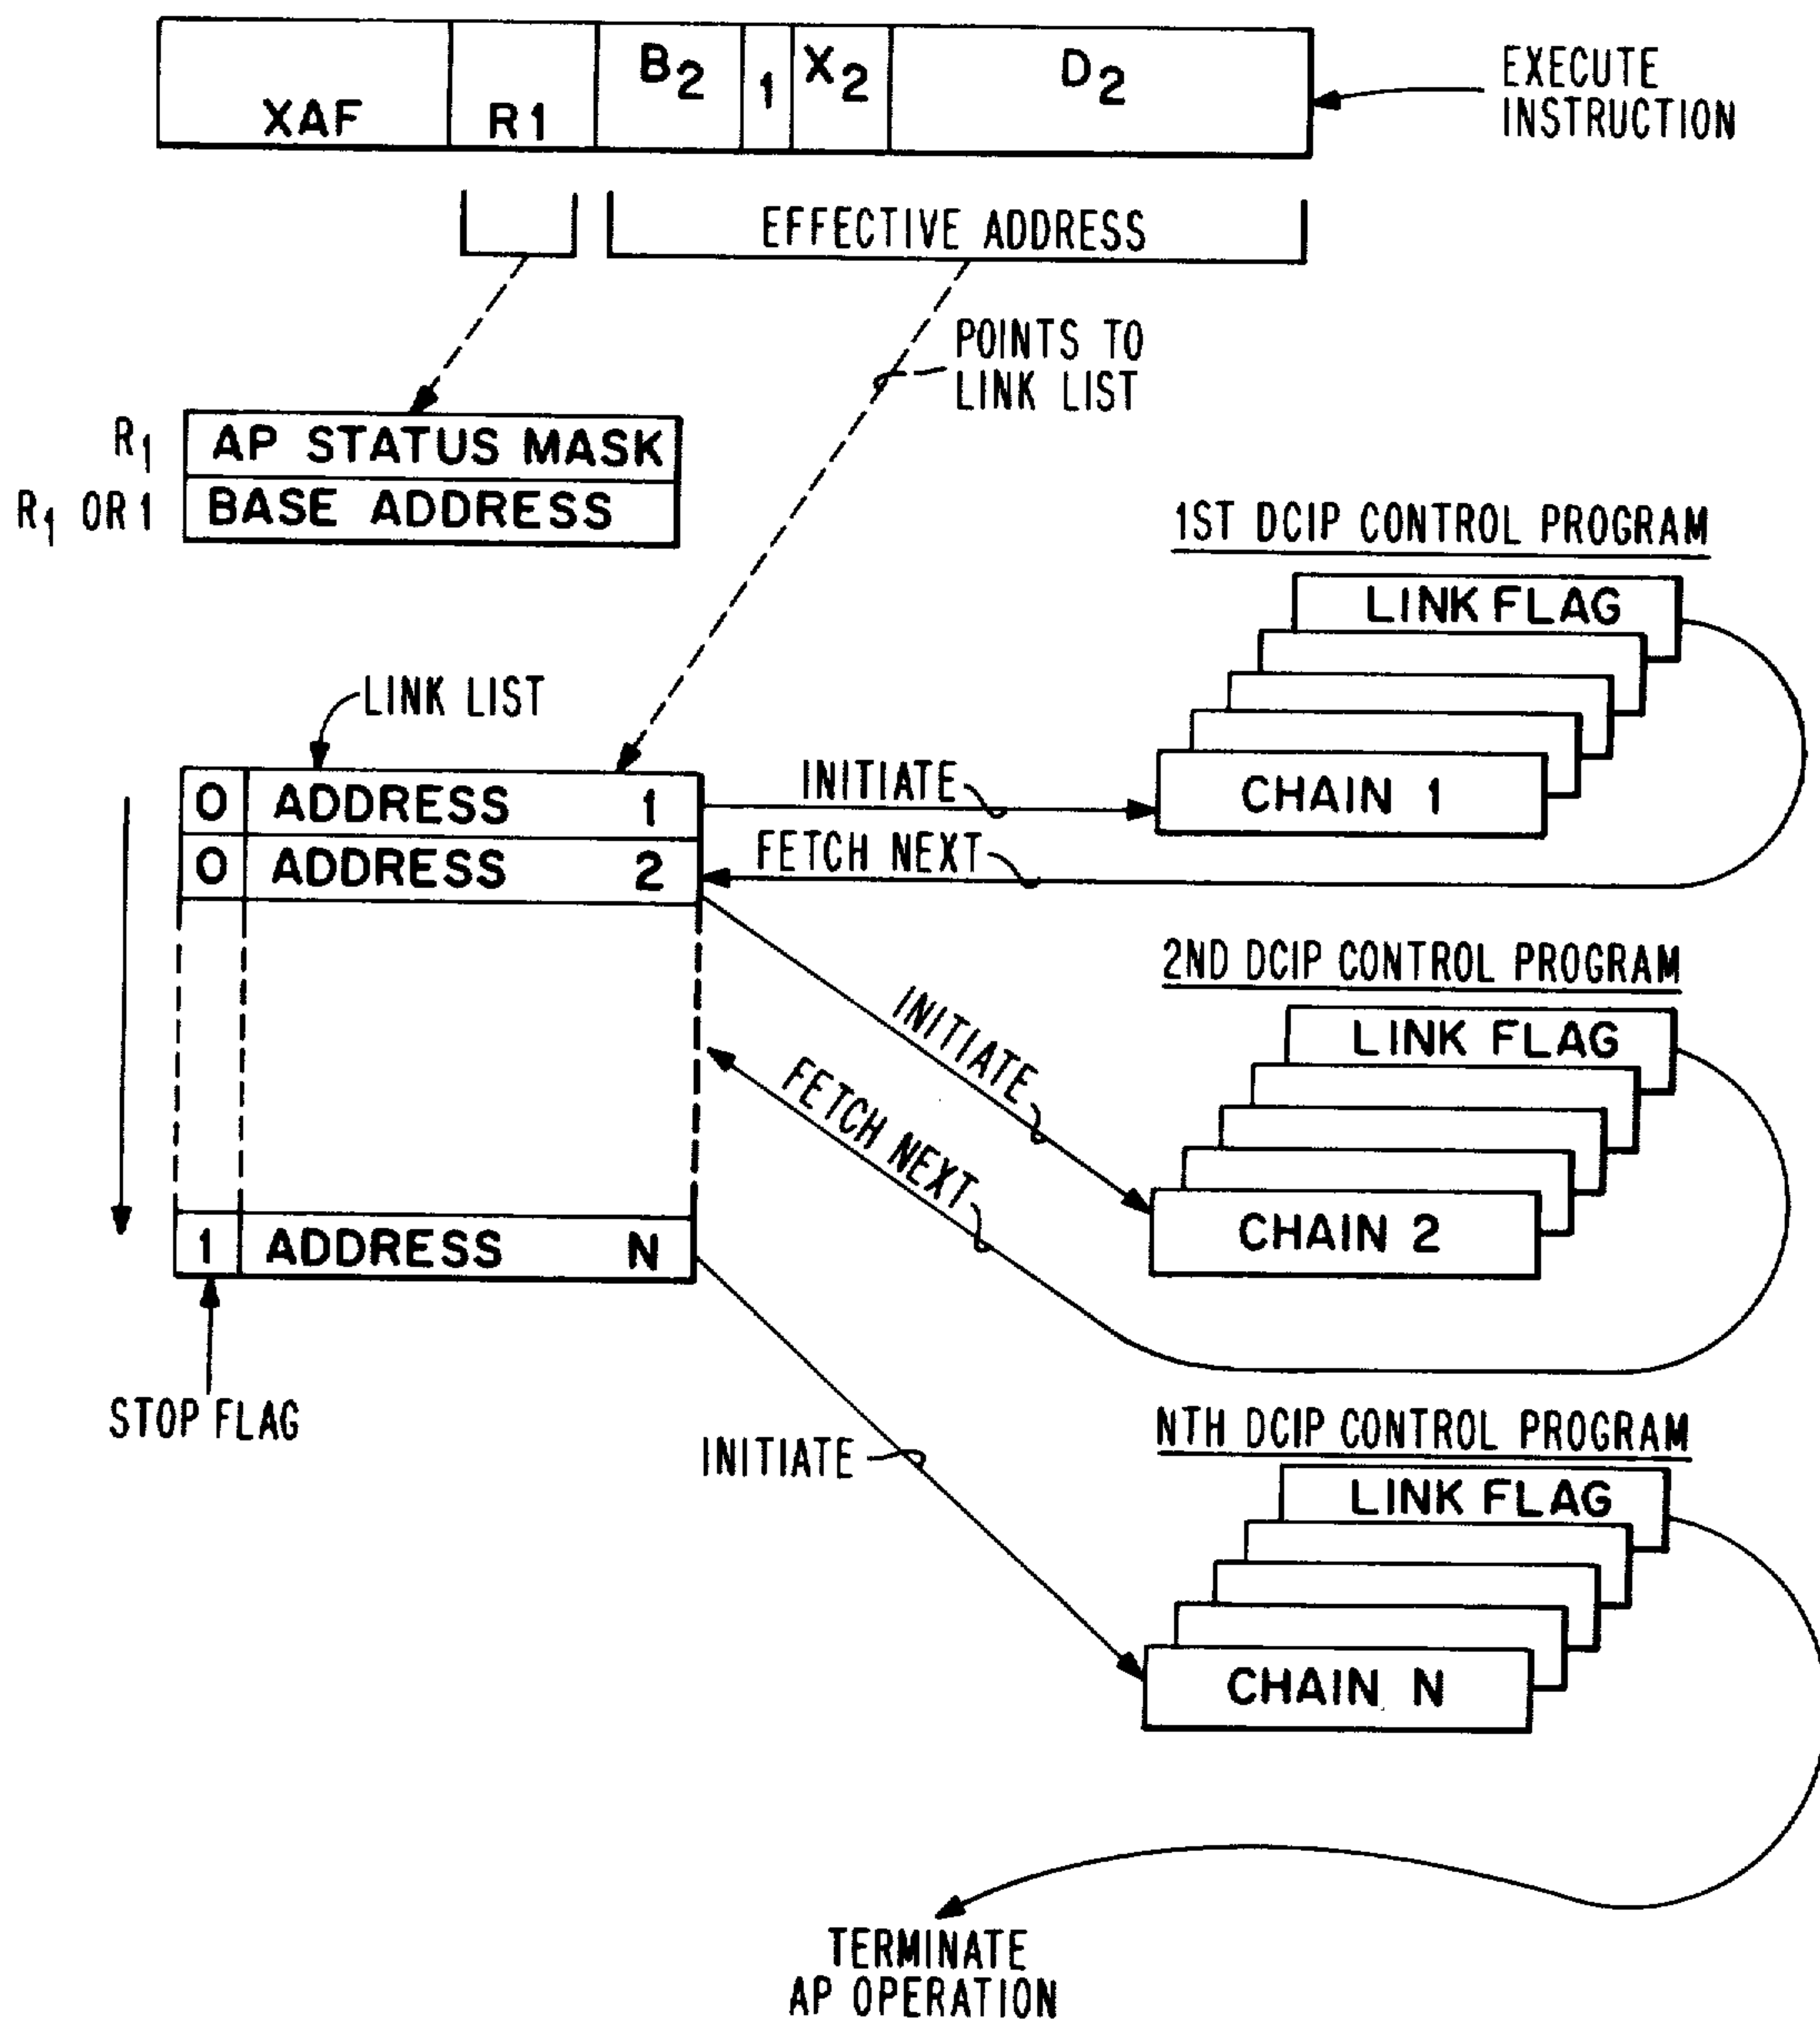 XAF R1 B2 1 X2 D2
EXECUTE
INSTRUCTION
EFFECTIVE ADDRESS
POINTS TO
LINK LIST
R1 AP STATUS MASK
R1 OR 1 BASE ADDRESS
1ST DCIP CONTROL PROGRAM
LINK FLAG
CHAIN 1
LINK LIST
0 ADDRESS 1
INITIATE
0 ADDRESS 2
FETCH NEXT
2ND DCIP CONTROL PROGRAM
LINK FLAG
INITIATE
FETCH NEXT
CHAIN 2
1 ADDRESS N
STOP FLAG
NTH DCIP CONTROL PROGRAM
INITIATE
LINK FLAG
CHAIN N
TERMINATE
AP OPERATION